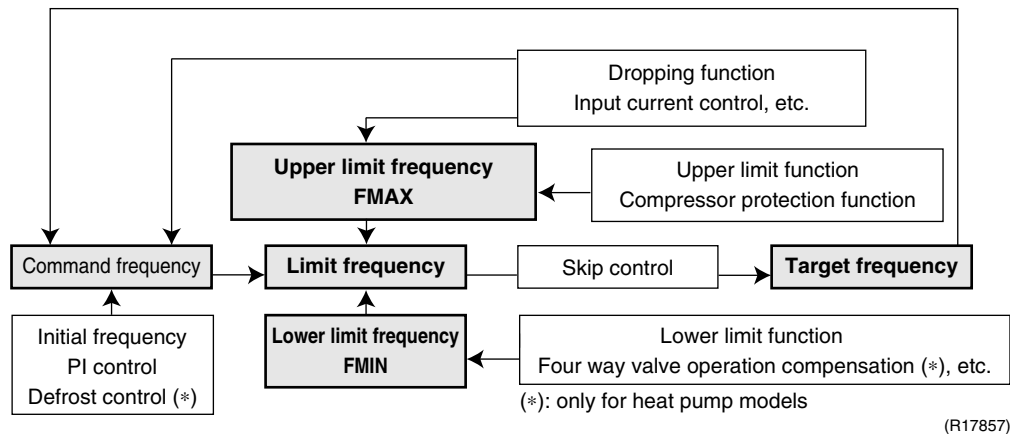 Dropping function
Input current control, etc.
Upper limit frequency
FMAX
Upper limit function
Compressor protection function
Command frequency
Limit frequency
Skip control
Target frequency
Initial frequency
PI control
Defrost control (*)
Lower limit frequency
FMIN
Lower limit function
Four way valve operation compensation (*), etc.
(*): only for heat pump models
(R17857)